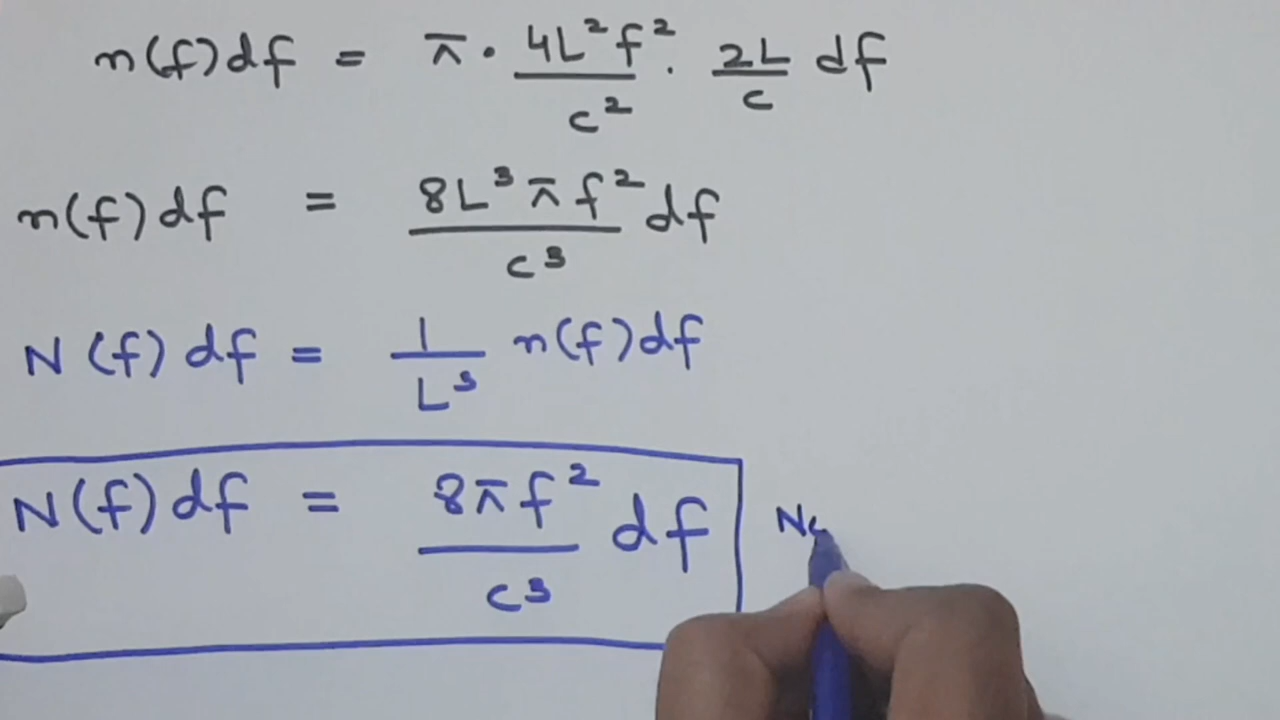 n(f)df = π · 4L²f²/c² · 2L/c df
n(f)df = 8L³πf²/c³ df
N(f)df = 1/L³ n(f)df
N(f)df = 8πf²/c³ df